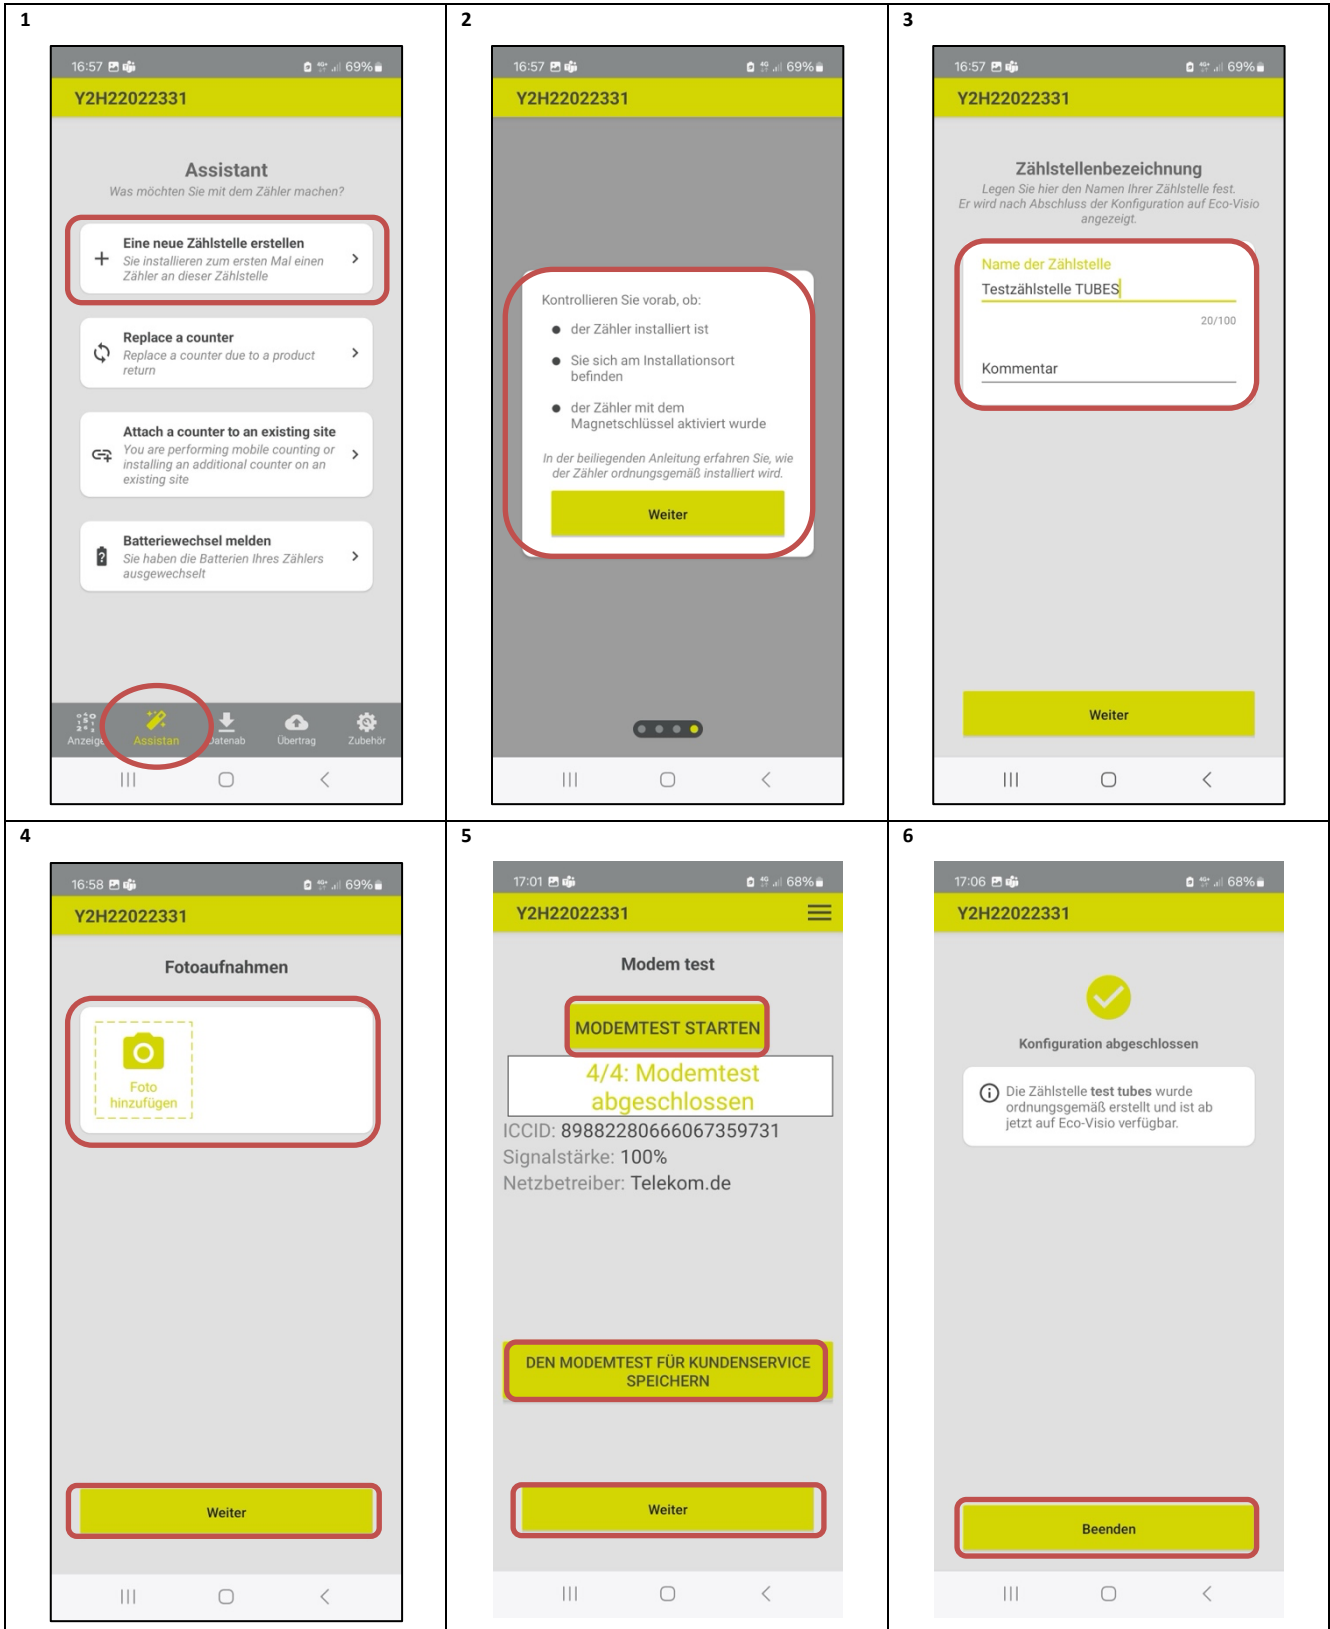 1
16:57 69%
Y2H22022331
Assistant
Was möchten Sie mit dem Zähler machen?
Eine neue Zählstelle erstellen
Sie installieren zum ersten Mal einen
Zähler an dieser Zählstelle
Replace a counter
Replace a counter due to a product
return
Attach a counter to an existing site
You are performing mobile counting or
installing an additional counter on an
existing site
Batteriewechsel melden
Sie haben die Batterien Ihres Zählers
ausgewechselt
Anzeige Assistan Datenab Übertrag Zubehör
2
16:57 69%
Y2H22022331
Kontrollieren Sie vorab, ob:
der Zähler installiert ist
Sie sich am Installationsort
befinden
der Zähler mit dem
Magnetschlüssel aktiviert wurde
In der beiliegenden Anleitung erfahren Sie, wie
der Zähler ordnungsgemäß installiert wird.
Weiter
3
16:57 69%
Y2H22022331
Zählstellenbezeichnung
Legen Sie hier den Namen Ihrer Zählstelle fest.
Er wird nach Abschluss der Konfiguration auf Eco-Visio
angezeigt.
Name der Zählstelle
Testzählstelle TUBES
20/100
Kommentar
Weiter
4
16:58 69%
Y2H22022331
Fotoaufnahmen
Foto
hinzufügen
Weiter
5
17:01 68%
Y2H22022331
Modem test
MODEMTEST STARTEN
4/4: Modemtest
abgeschlossen
ICCID: 89882280666067359731
Signalstärke: 100%
Netzbetreiber: Telekom.de
DEN MODEMTEST FÜR KUNDENSERVICE
SPEICHERN
Weiter
6
17:06 68%
Y2H22022331
Konfiguration abgeschlossen
Die Zählstelle test tubes wurde
ordnungsgemäß erstellt und ist ab
jetzt auf Eco-Visio verfügbar.
Beenden